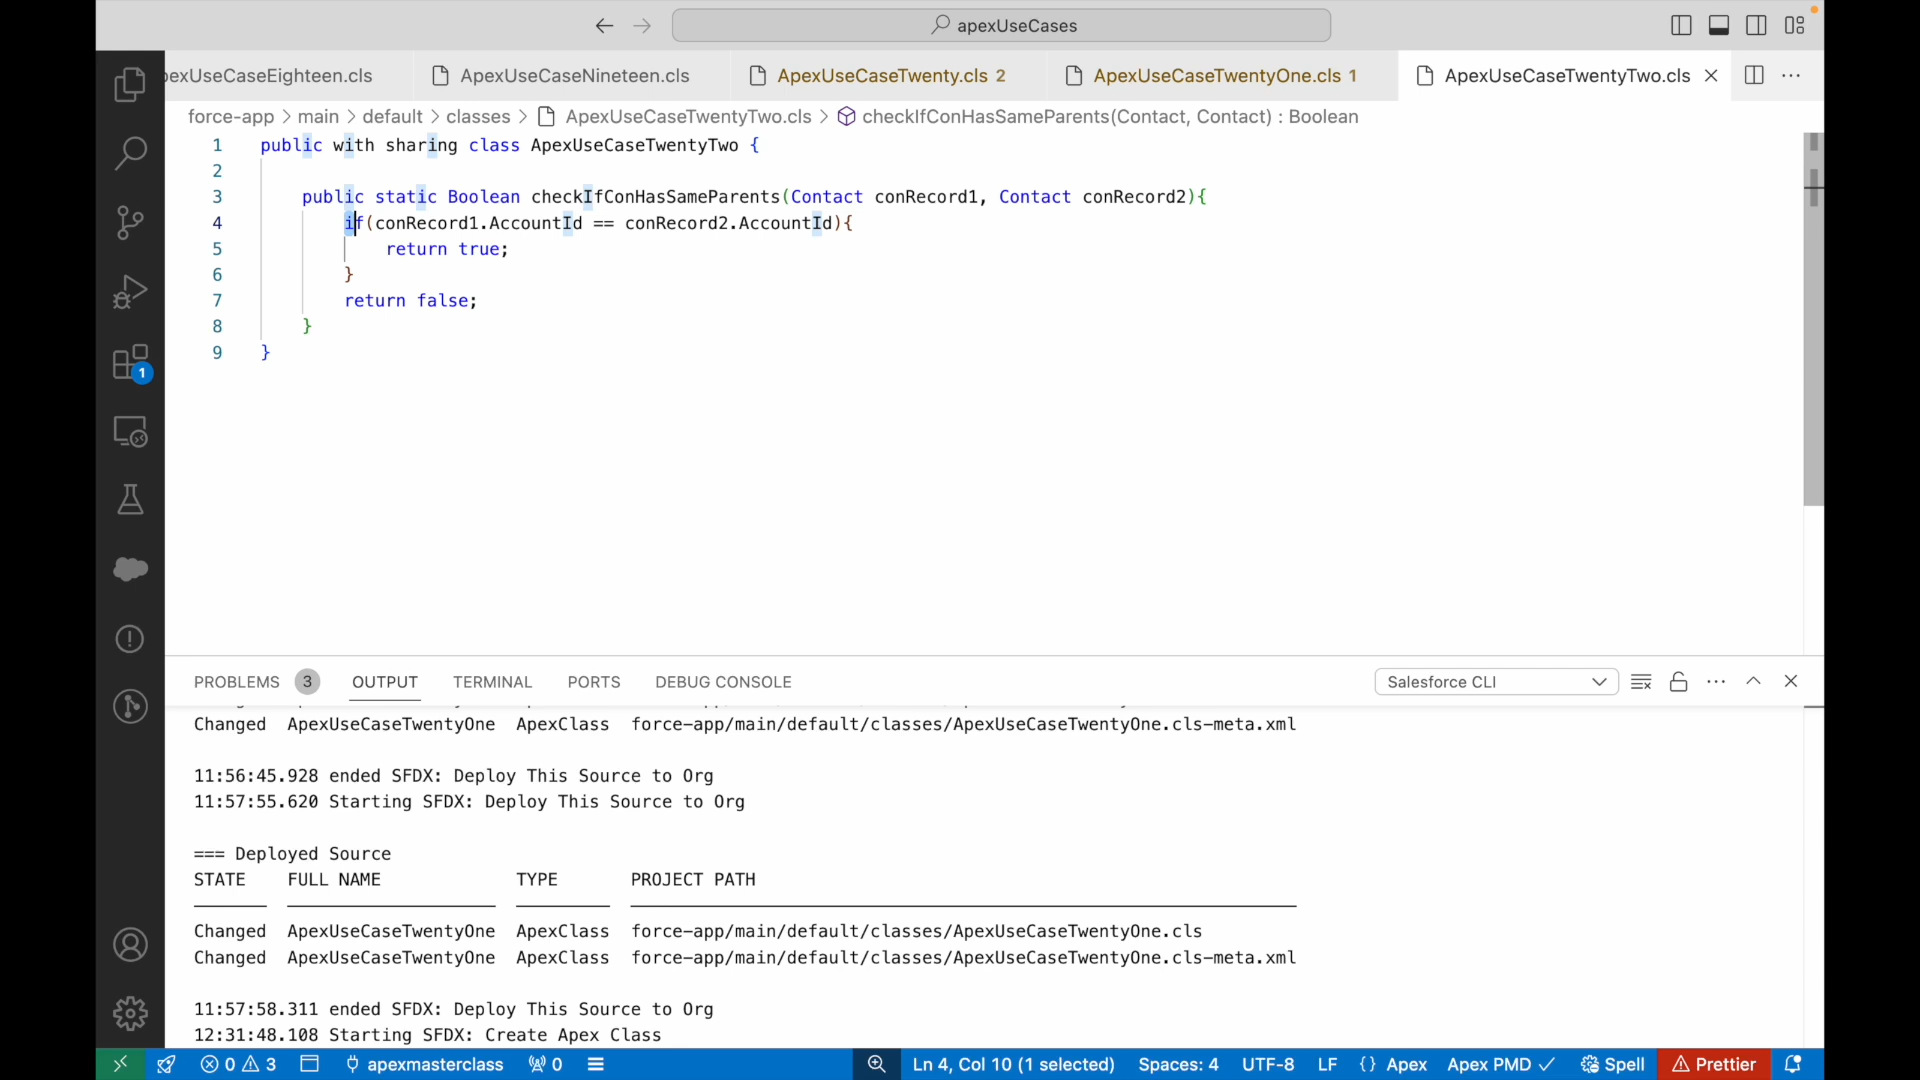 apexUseCases
pexUseCaseEighteen.cls
ApexUseCaseNineteen.cls
ApexUseCaseTwenty.cls 2
ApexUseCaseTwentyOne.cls 1
ApexUseCaseTwentyTwo.cls
force-app > main > default > classes > ApexUseCaseTwentyTwo.cls > checkIfConHasSameParents(Contact, Contact) : Boolean
1 public with sharing class ApexUseCaseTwentyTwo {
2
3 public static Boolean checkIfConHasSameParents(Contact conRecord1, Contact conRecord2){
4 if(conRecord1.AccountId == conRecord2.AccountId){
5 return true;
6 }
7 return false;
8 }
9 }
1
PROBLEMS 3 OUTPUT TERMINAL PORTS DEBUG CONSOLE
Salesforce CLI
Changed ApexUseCaseTwentyOne ApexClass force-app/main/default/classes/ApexUseCaseTwentyOne.cls-meta.xml
11:56:45.928 ended SFDX: Deploy This Source to Org
11:57:55.620 Starting SFDX: Deploy This Source to Org
=== Deployed Source
STATE FULL NAME TYPE PROJECT PATH
Changed ApexUseCaseTwentyOne ApexClass force-app/main/default/classes/ApexUseCaseTwentyOne.cls
Changed ApexUseCaseTwentyOne ApexClass force-app/main/default/classes/ApexUseCaseTwentyOne.cls-meta.xml
11:57:58.311 ended SFDX: Deploy This Source to Org
12:31:48.108 Starting SFDX: Create Apex Class
0 3 apexmasterclass 0 Ln 4, Col 10 (1 selected) Spaces: 4 UTF-8 LF {} Apex Apex PMD Spell Prettier